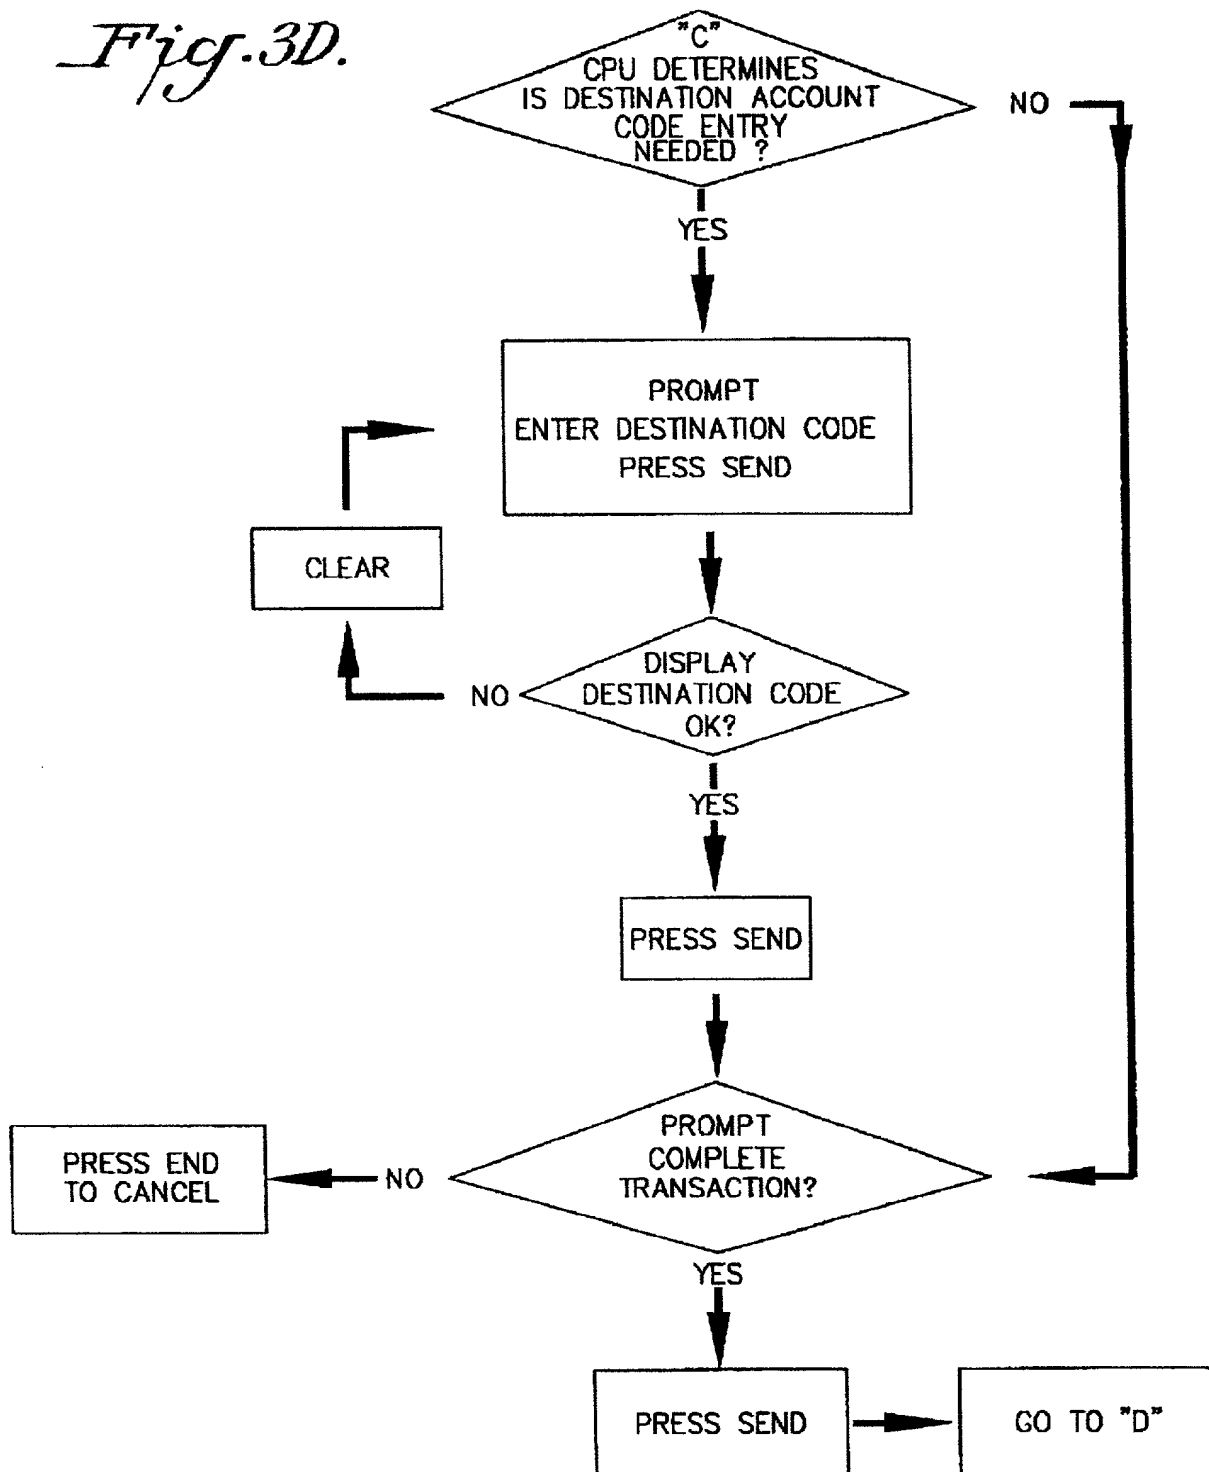 Fig.3D.
"C"
CPU DETERMINES
IS DESTINATION ACCOUNT
CODE ENTRY
NEEDED ?
NO
YES
PROMPT
ENTER DESTINATION CODE
PRESS SEND
CLEAR
DISPLAY
DESTINATION CODE
OK?
NO
YES
PRESS SEND
PROMPT
COMPLETE
TRANSACTION?
NO
PRESS END
TO CANCEL
YES
PRESS SEND
GO TO "D"